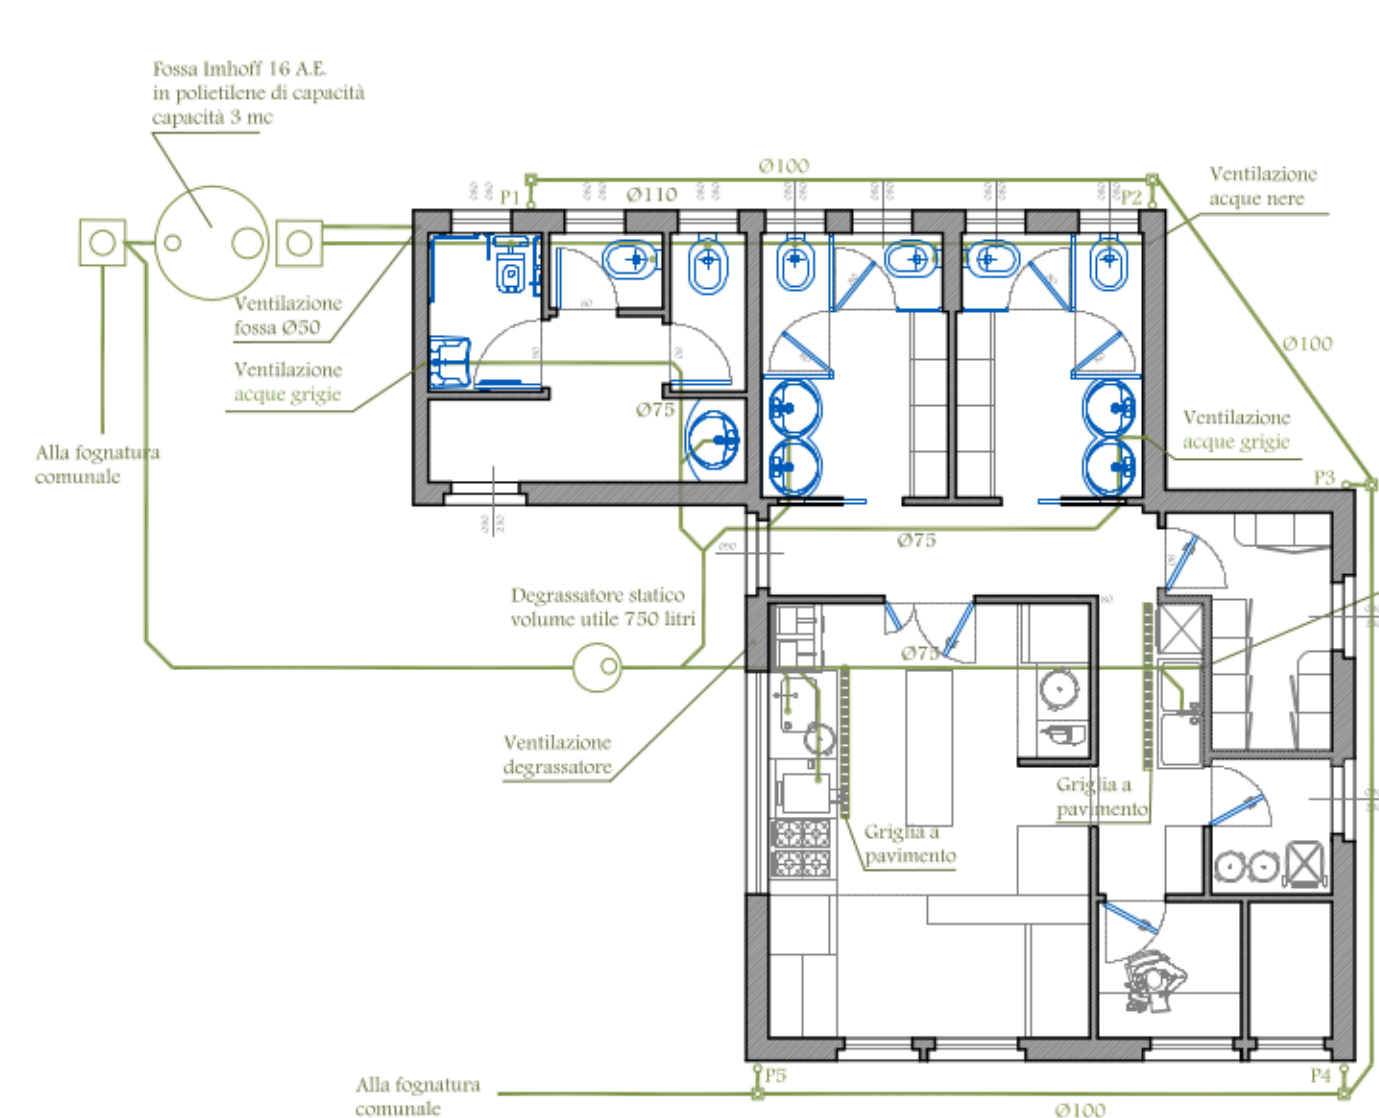 Fossa Imhoff 16 A.E.
in polietilene di capacità
capacità 3 mc
Ø100
Ventilazione
acque nere
P1
Ø110
P2
Ventilazione
fossa Ø50
Ø100
Ventilazione
acque grigie
Ø75
Ventilazione
acque grigie
Alla fognatura
comunale
P3
Ø75
Degrassatore statico
volume utile 750 litri
80
80
Ø75
Ventilazione
degrassatore
Griglia a
pavimento
Griglia a
pavimento
P5
P4
Alla fognatura
comunale
Ø100